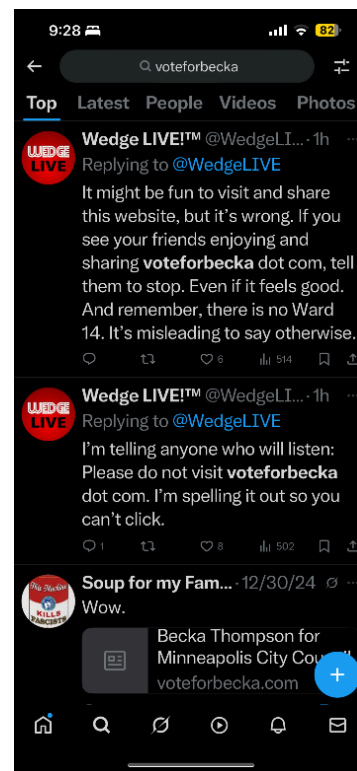 9:28
82
voteforbecka
Top Latest People Videos Photos
WEDGE
LIVE
Wedge LIVE!™ @WedgeLI... · 1h
Replying to @WedgeLIVE
It might be fun to visit and share
this website, but it’s wrong. If you
see your friends enjoying and
sharing voteforbecka dot com, tell
them to stop. Even if it feels good.
And remember, there is no Ward
14. It’s misleading to say otherwise.
6 514
WEDGE
LIVE
Wedge LIVE!™ @WedgeLI... · 1h
Replying to @WedgeLIVE
I’m telling anyone who will listen:
Please do not visit voteforbecka
dot com. I’m spelling it out so you
can’t click.
1 8 502
This Machine
KILLS
FASCISTS
Soup for my Fam... · 12/30/24
Wow.
Becka Thompson for
Minneapolis City Cou
voteforbecka.com